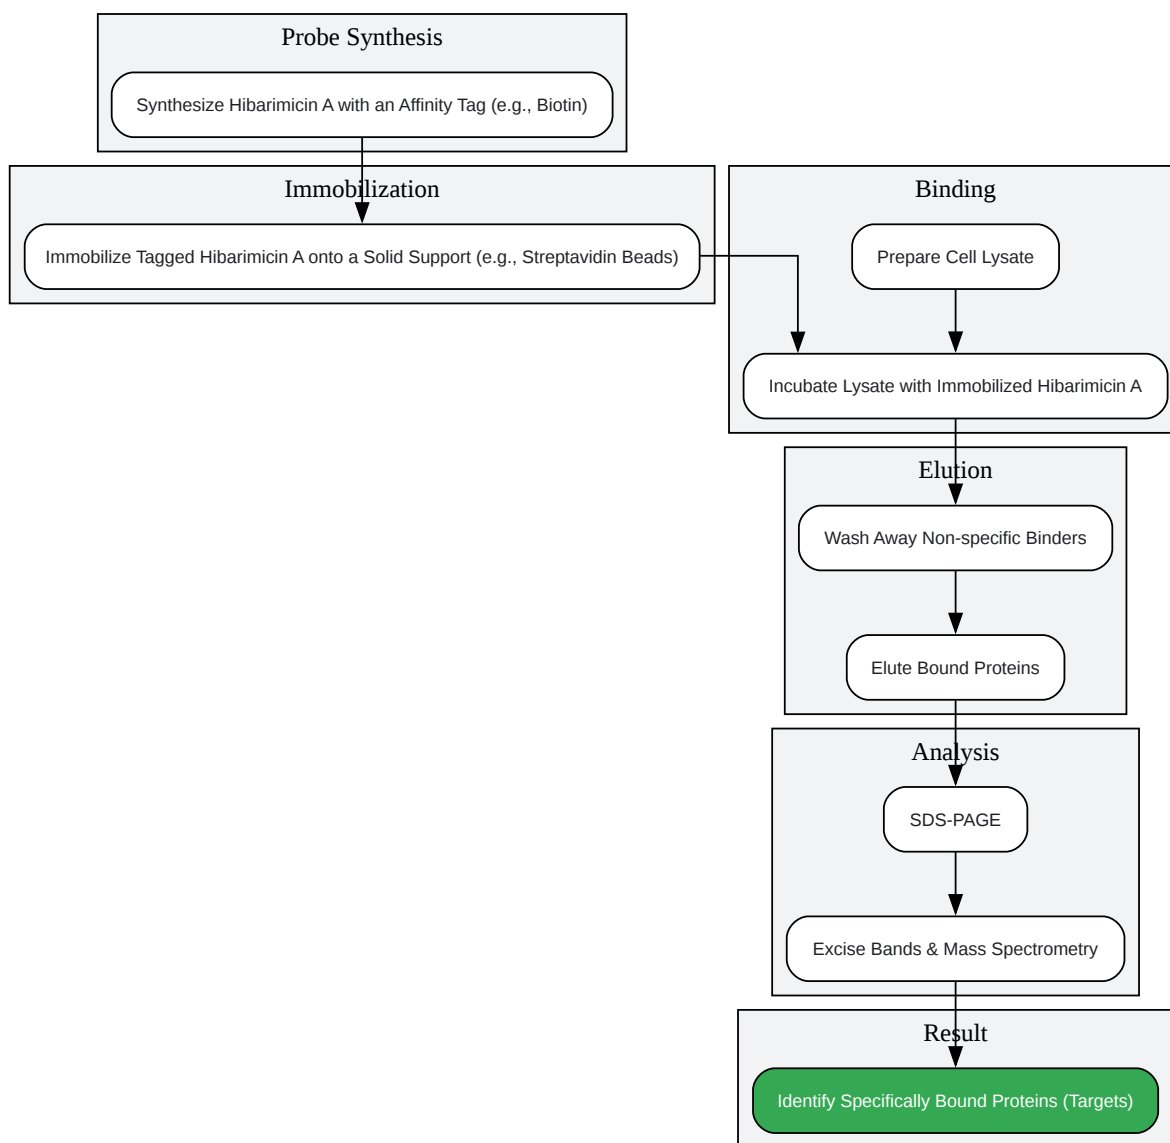 Probe Synthesis
Synthesize Hibarimicin A with an Affinity Tag (e.g., Biotin)
Immobilization
Immobilize Tagged Hibarimicin A onto a Solid Support (e.g., Streptavidin Beads)
Binding
Prepare Cell Lysate
Incubate Lysate with Immobilized Hibarimicin A
Elution
Wash Away Non-specific Binders
Elute Bound Proteins
Analysis
SDS-PAGE
Excise Bands & Mass Spectrometry
Result
Identify Specifically Bound Proteins (Targets)